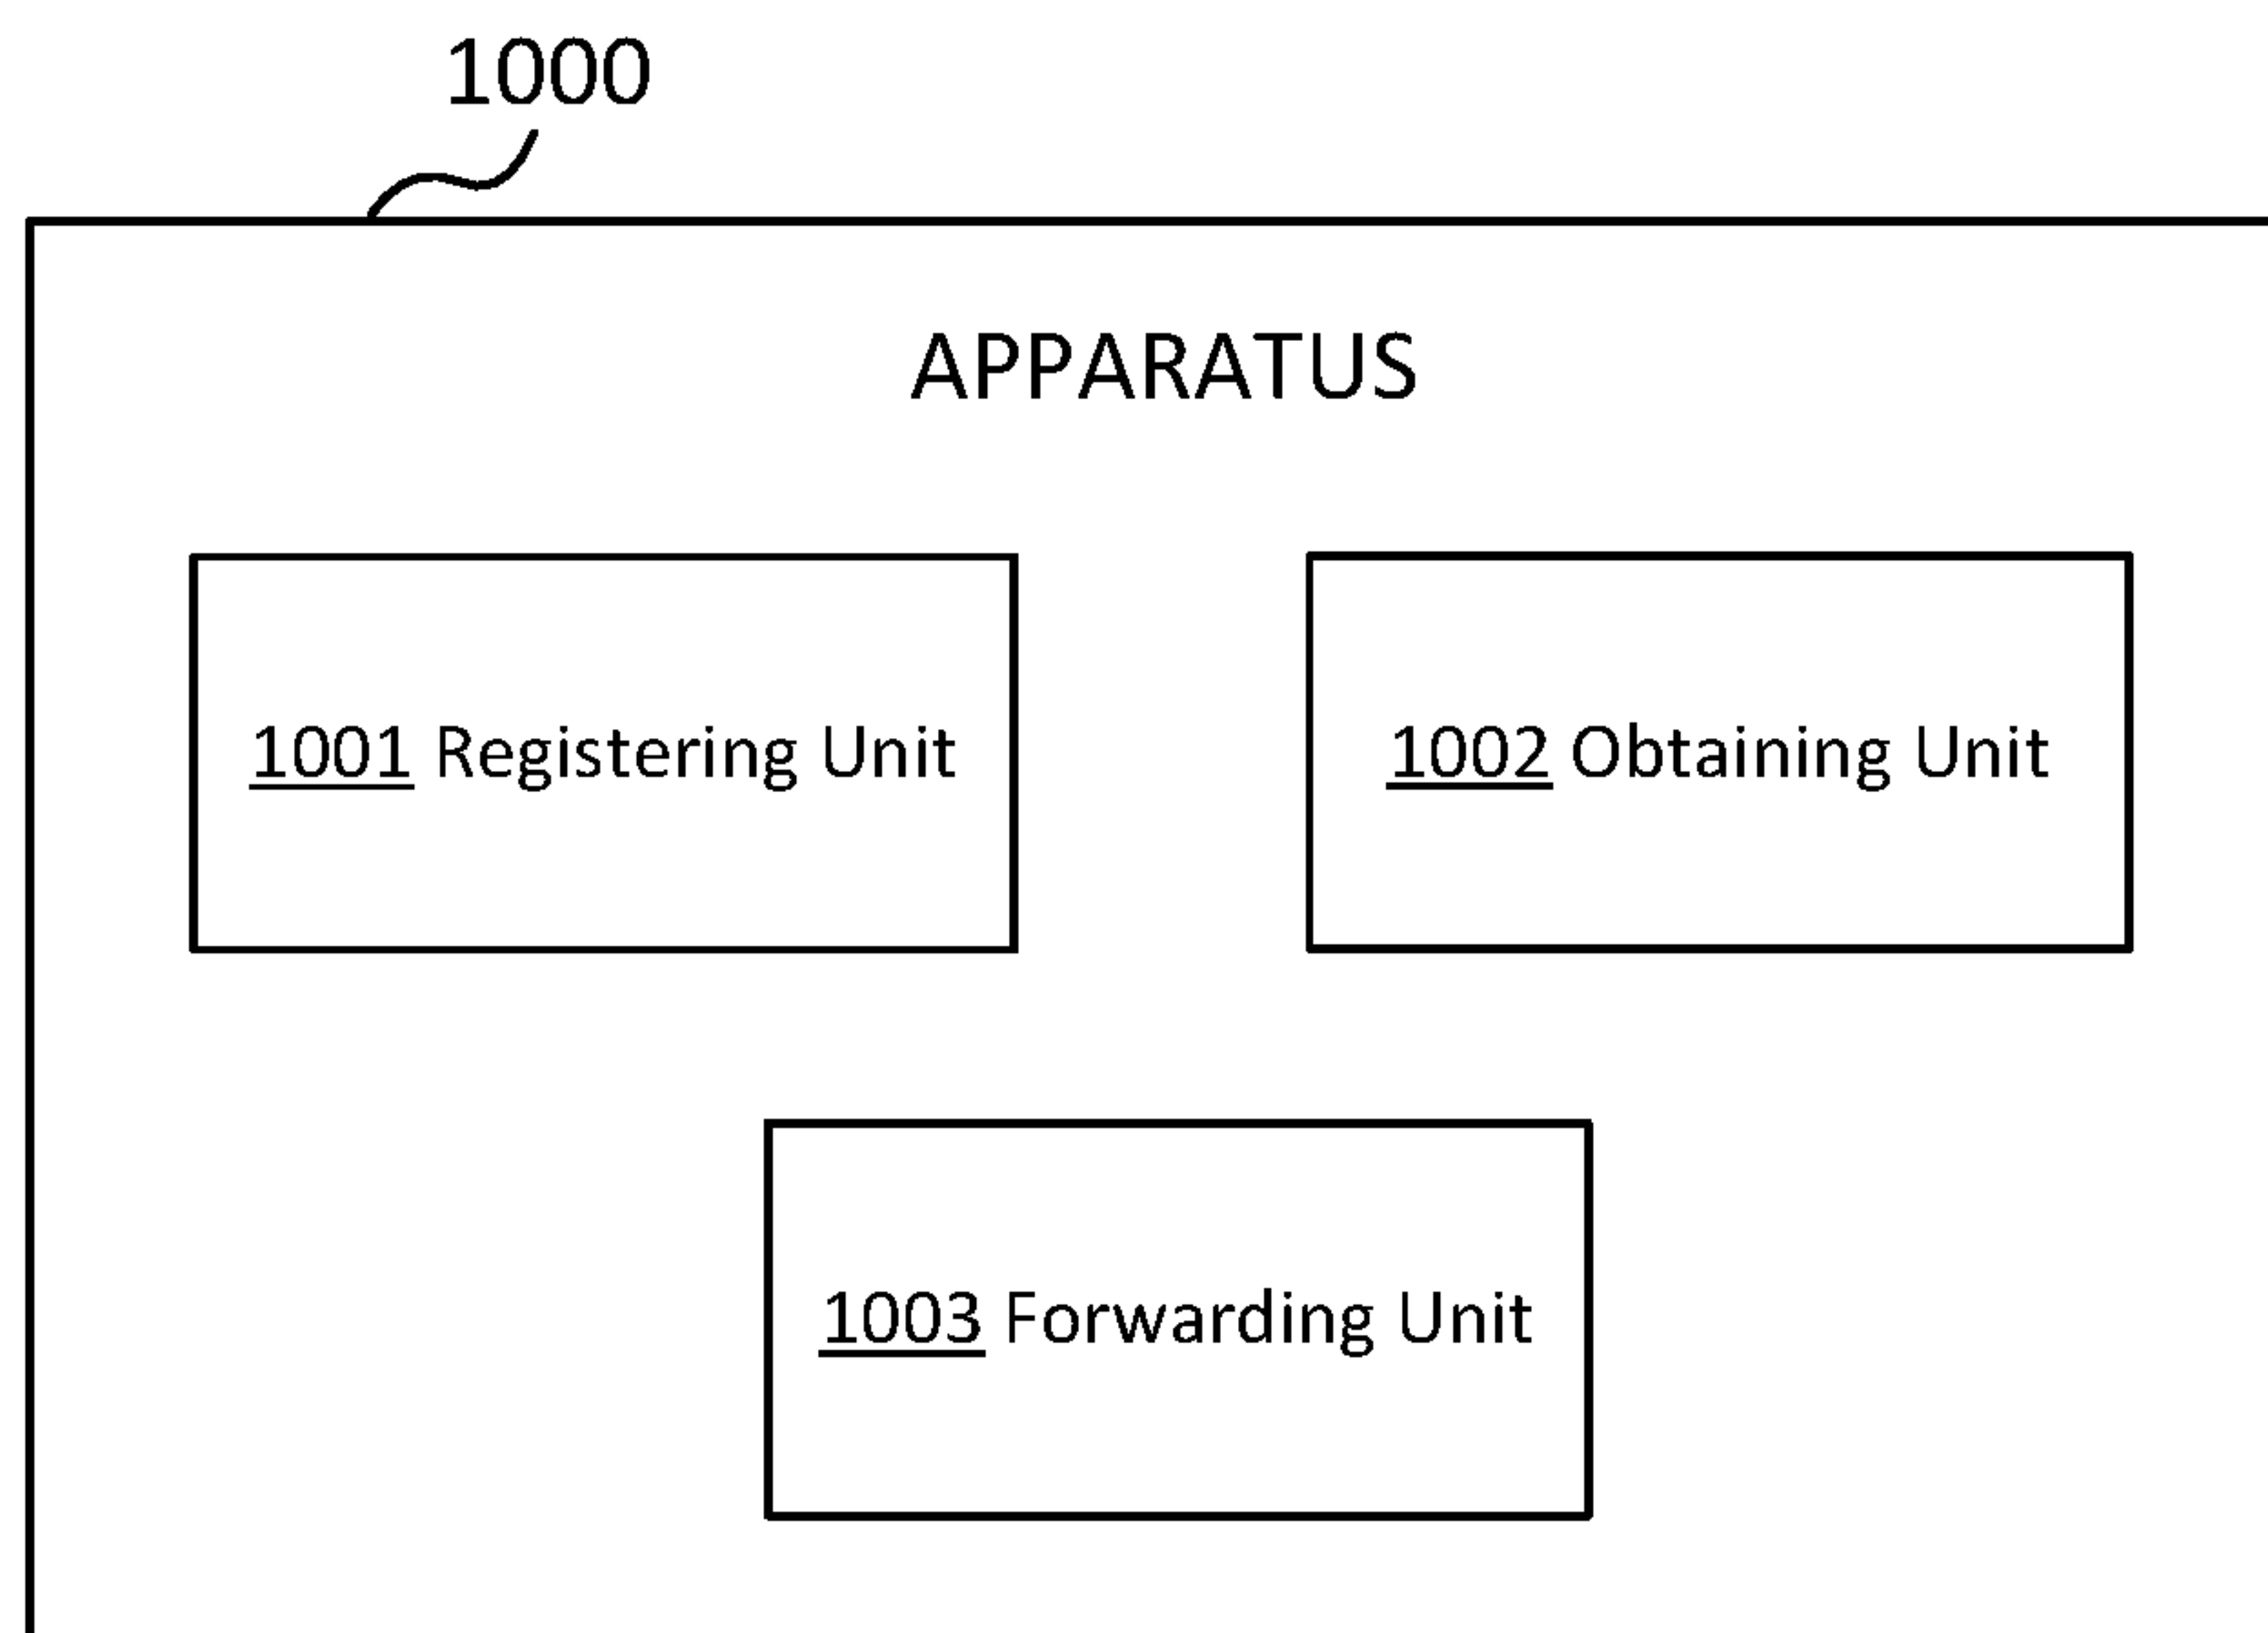 1000
APPARATUS
1001 Registering Unit
1002 Obtaining Unit
1003 Forwarding Unit